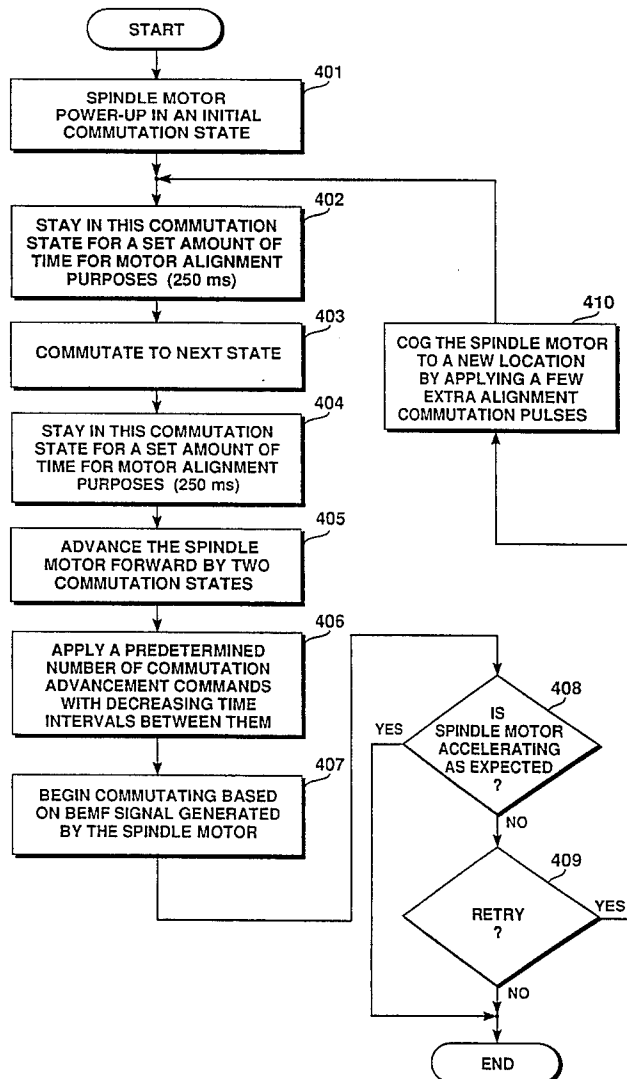 START
401
SPINDLE MOTOR
POWER-UP IN AN INITIAL
COMMUTATION STATE
402
STAY IN THIS COMMUTATION
STATE FOR A SET AMOUNT OF
TIME FOR MOTOR ALIGNMENT
PURPOSES (250 ms)
403
COMMUTATE TO NEXT STATE
404
STAY IN THIS COMMUTATION
STATE FOR A SET AMOUNT OF
TIME FOR MOTOR ALIGNMENT
PURPOSES (250 ms)
405
ADVANCE THE SPINDLE
MOTOR FORWARD BY TWO
COMMUTATION STATES
406
APPLY A PREDETERMINED
NUMBER OF COMMUTATION
ADVANCEMENT COMMANDS
WITH DECREASING TIME
INTERVALS BETWEEN THEM
407
BEGIN COMMUTATING BASED
ON BEMF SIGNAL GENERATED
BY THE SPINDLE MOTOR
408
YES
IS
SPINDLE MOTOR
ACCELERATING
AS EXPECTED
?
NO
409
RETRY
?
YES
NO
410
COG THE SPINDLE MOTOR
TO A NEW LOCATION
BY APPLYING A FEW
EXTRA ALIGNMENT
COMMUTATION PULSES
END